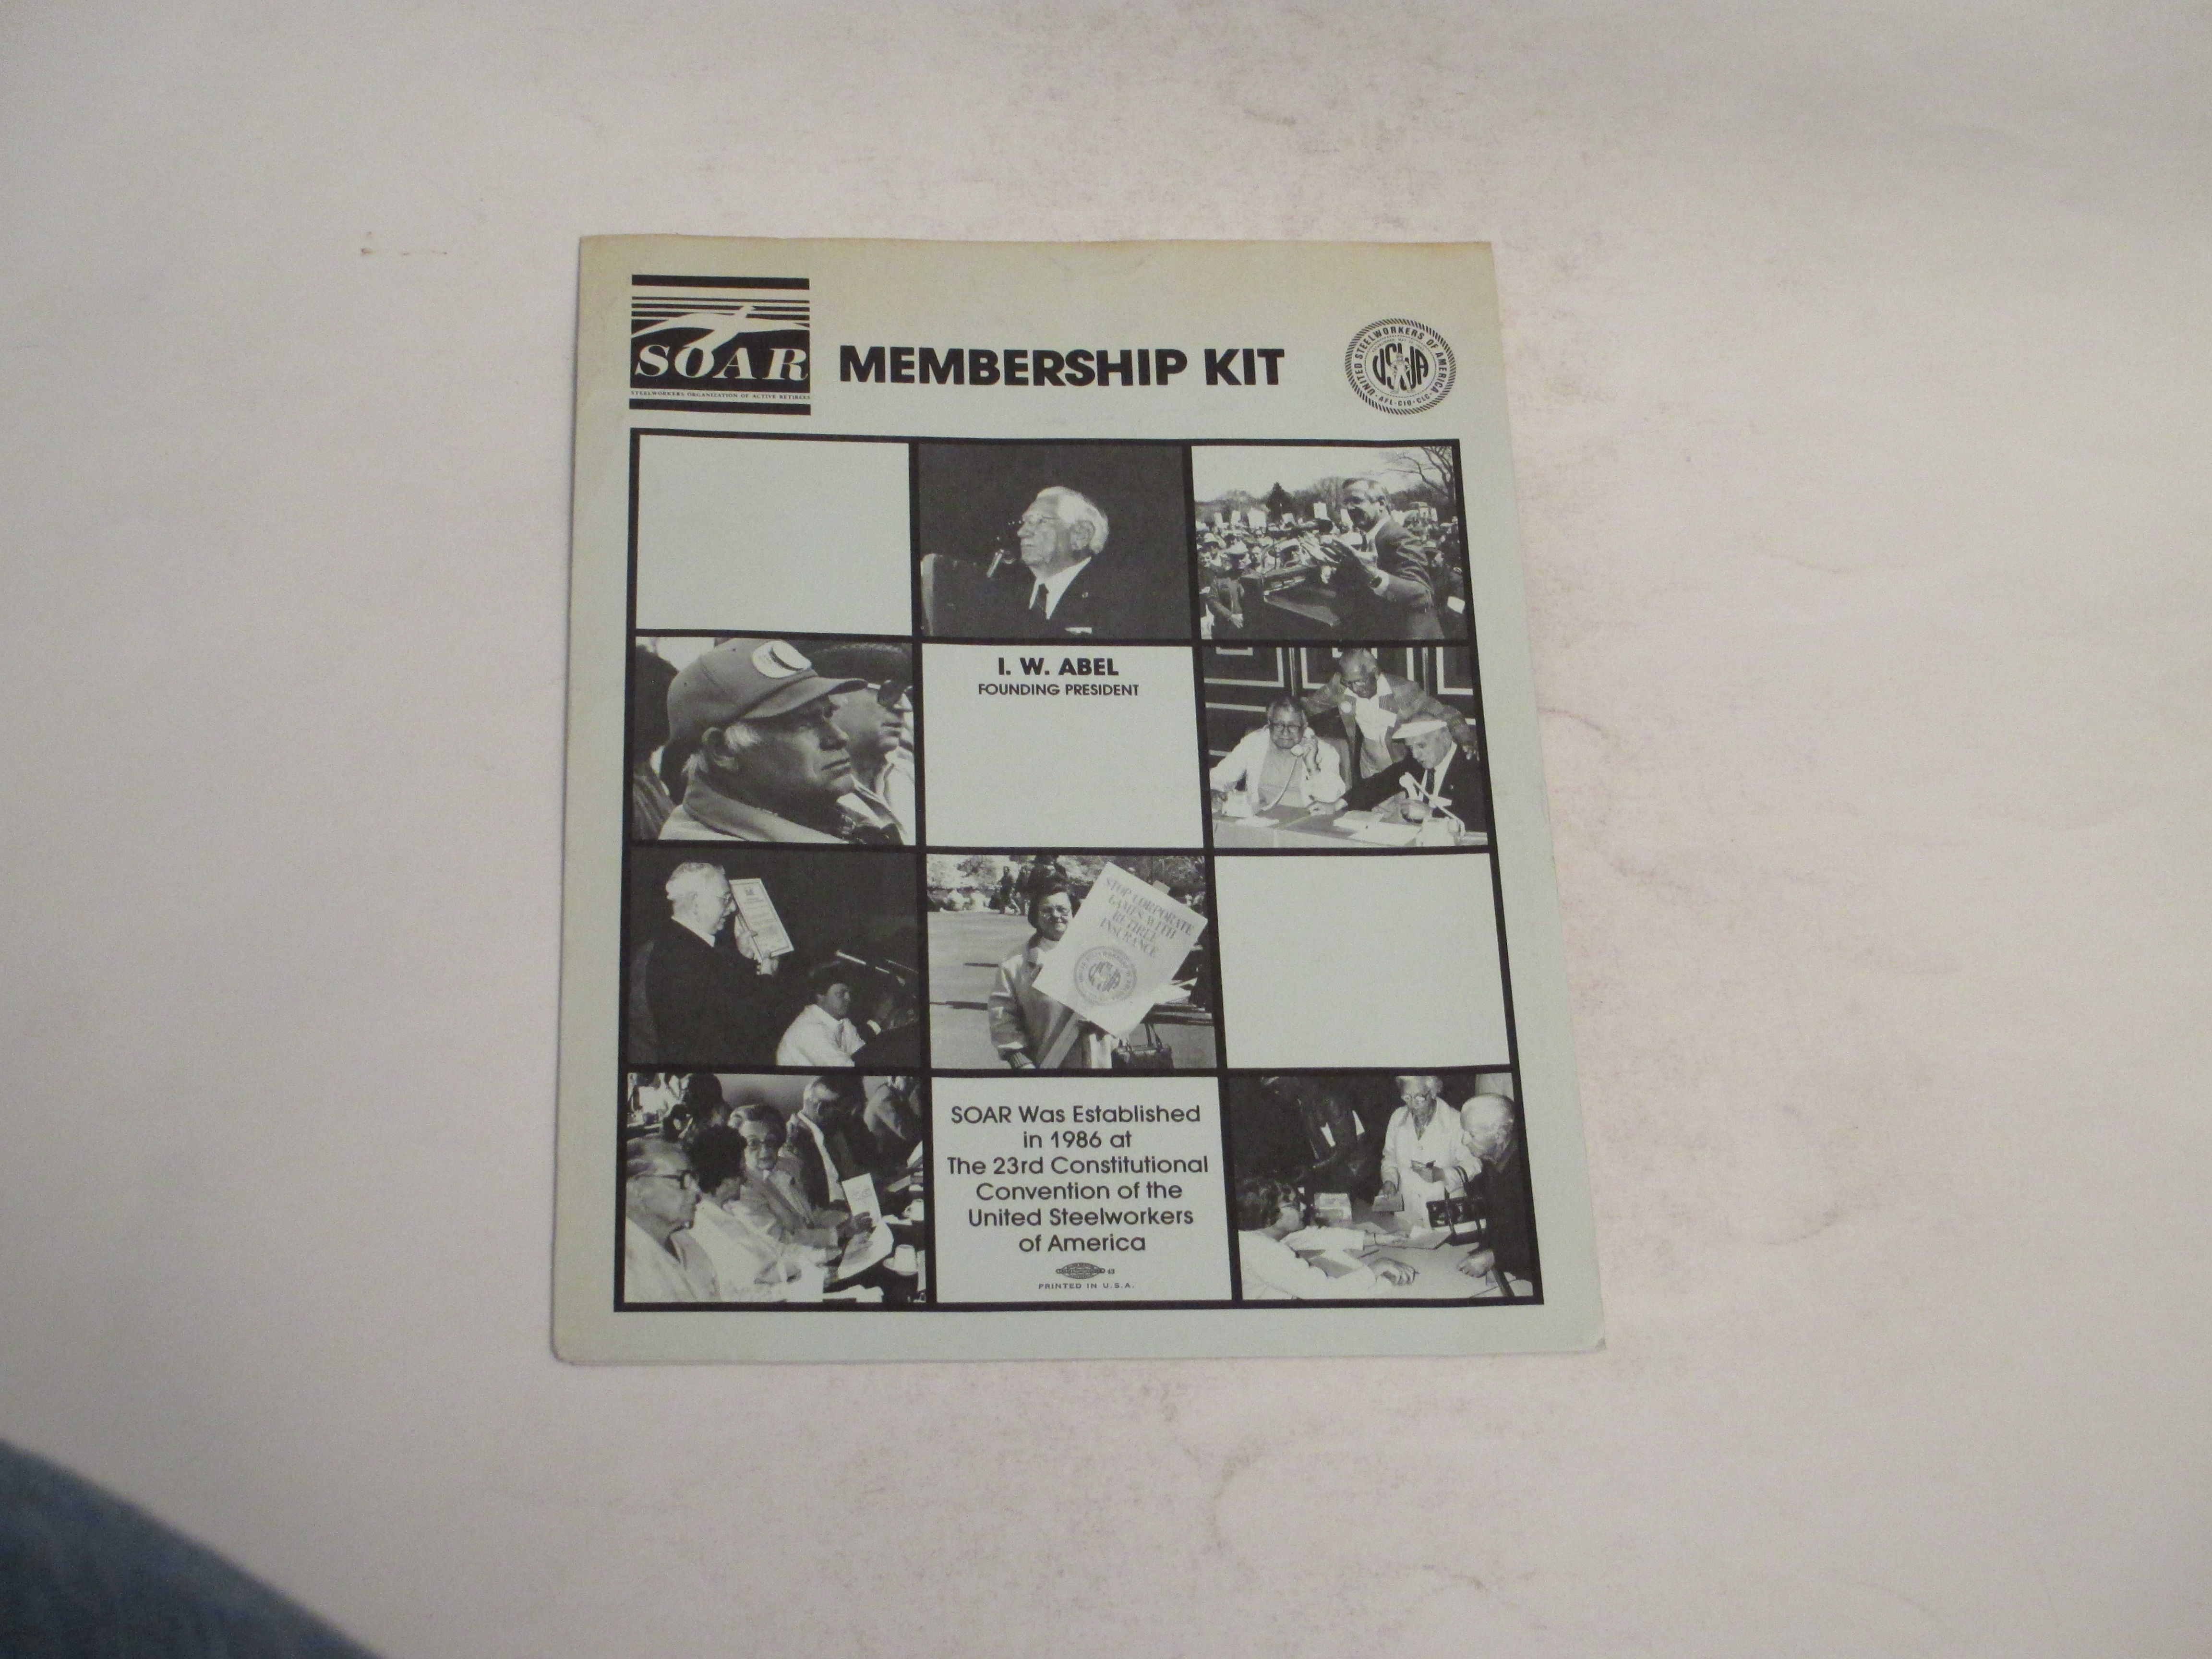 SOAR
STEELWORKERS ORGANIZATION OF ACTIVE RETIREES
MEMBERSHIP KIT
UNITED STEELWORKERS OF AMERICA
USWA
AFL-CIO-CLC
I. W. ABEL
FOUNDING PRESIDENT
STOP CORPORATE
GAMES WITH
RETIREE
INSURANCE
SOAR Was Established
in 1986 at
The 23rd Constitutional
Convention of the
United Steelworkers
of America
PRINTED IN U.S.A.